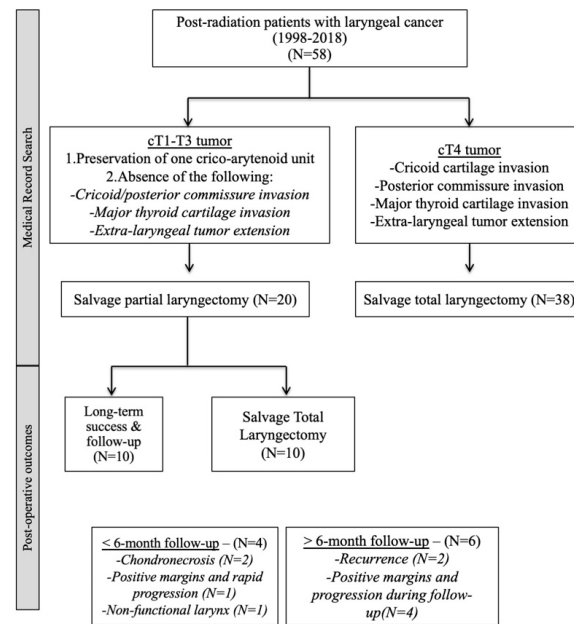 Post-radiation patients with laryngeal cancer
(1998-2018)
(N=58)
Medical Record Search
cT1-T3 tumor
1.Preservation of one crico-arytenoid unit
2.Absence of the following:
-Cricoid/posterior commissure invasion
-Major thyroid cartilage invasion
-Extra-laryngeal tumor extension
cT4 tumor
-Cricoid cartilage invasion
-Posterior commissure invasion
-Major thyroid cartilage invasion
-Extra-laryngeal tumor extension
Salvage partial laryngectomy (N=20)
Salvage total laryngectomy (N=38)
Post-operative outcomes
Long-term
success &
follow-up
(N=10)
Salvage Total
Laryngectomy
(N=10)
< 6-month follow-up – (N=4)
-Chondronecrosis (N=2)
-Positive margins and rapid
progression (N=1)
-Non-functional larynx (N=1)
> 6-month follow-up – (N=6)
-Recurrence (N=2)
-Positive margins and
progression during follow-
up(N=4)